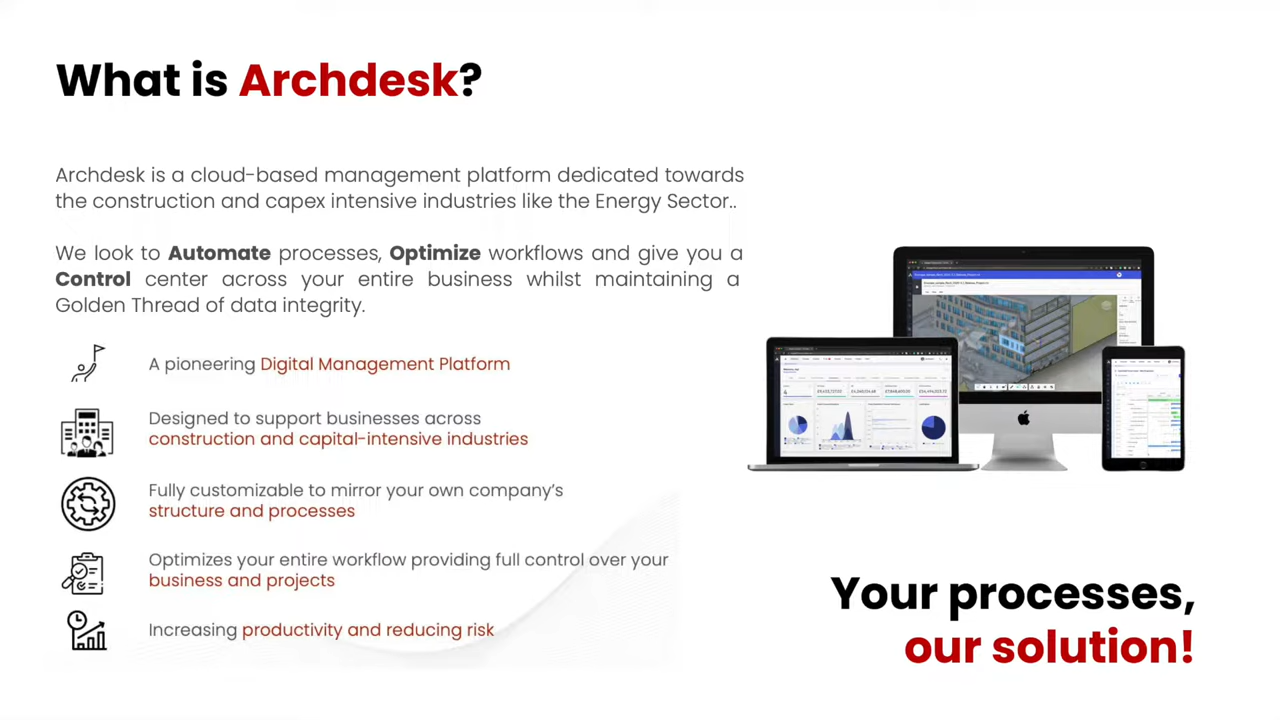 What is Archdesk?
Archdesk is a cloud-based management platform dedicated towards
the construction and capex intensive industries like the Energy Sector..
We look to Automate processes, Optimize workflows and give you a
Control center across your entire business whilst maintaining a
Golden Thread of data integrity.
A pioneering Digital Management Platform
Designed to support businesses across
construction and capital-intensive industries
Fully customizable to mirror your own company’s
structure and processes
Optimizes your entire workflow providing full control over your
business and projects
Increasing productivity and reducing risk
Your processes,
our solution!